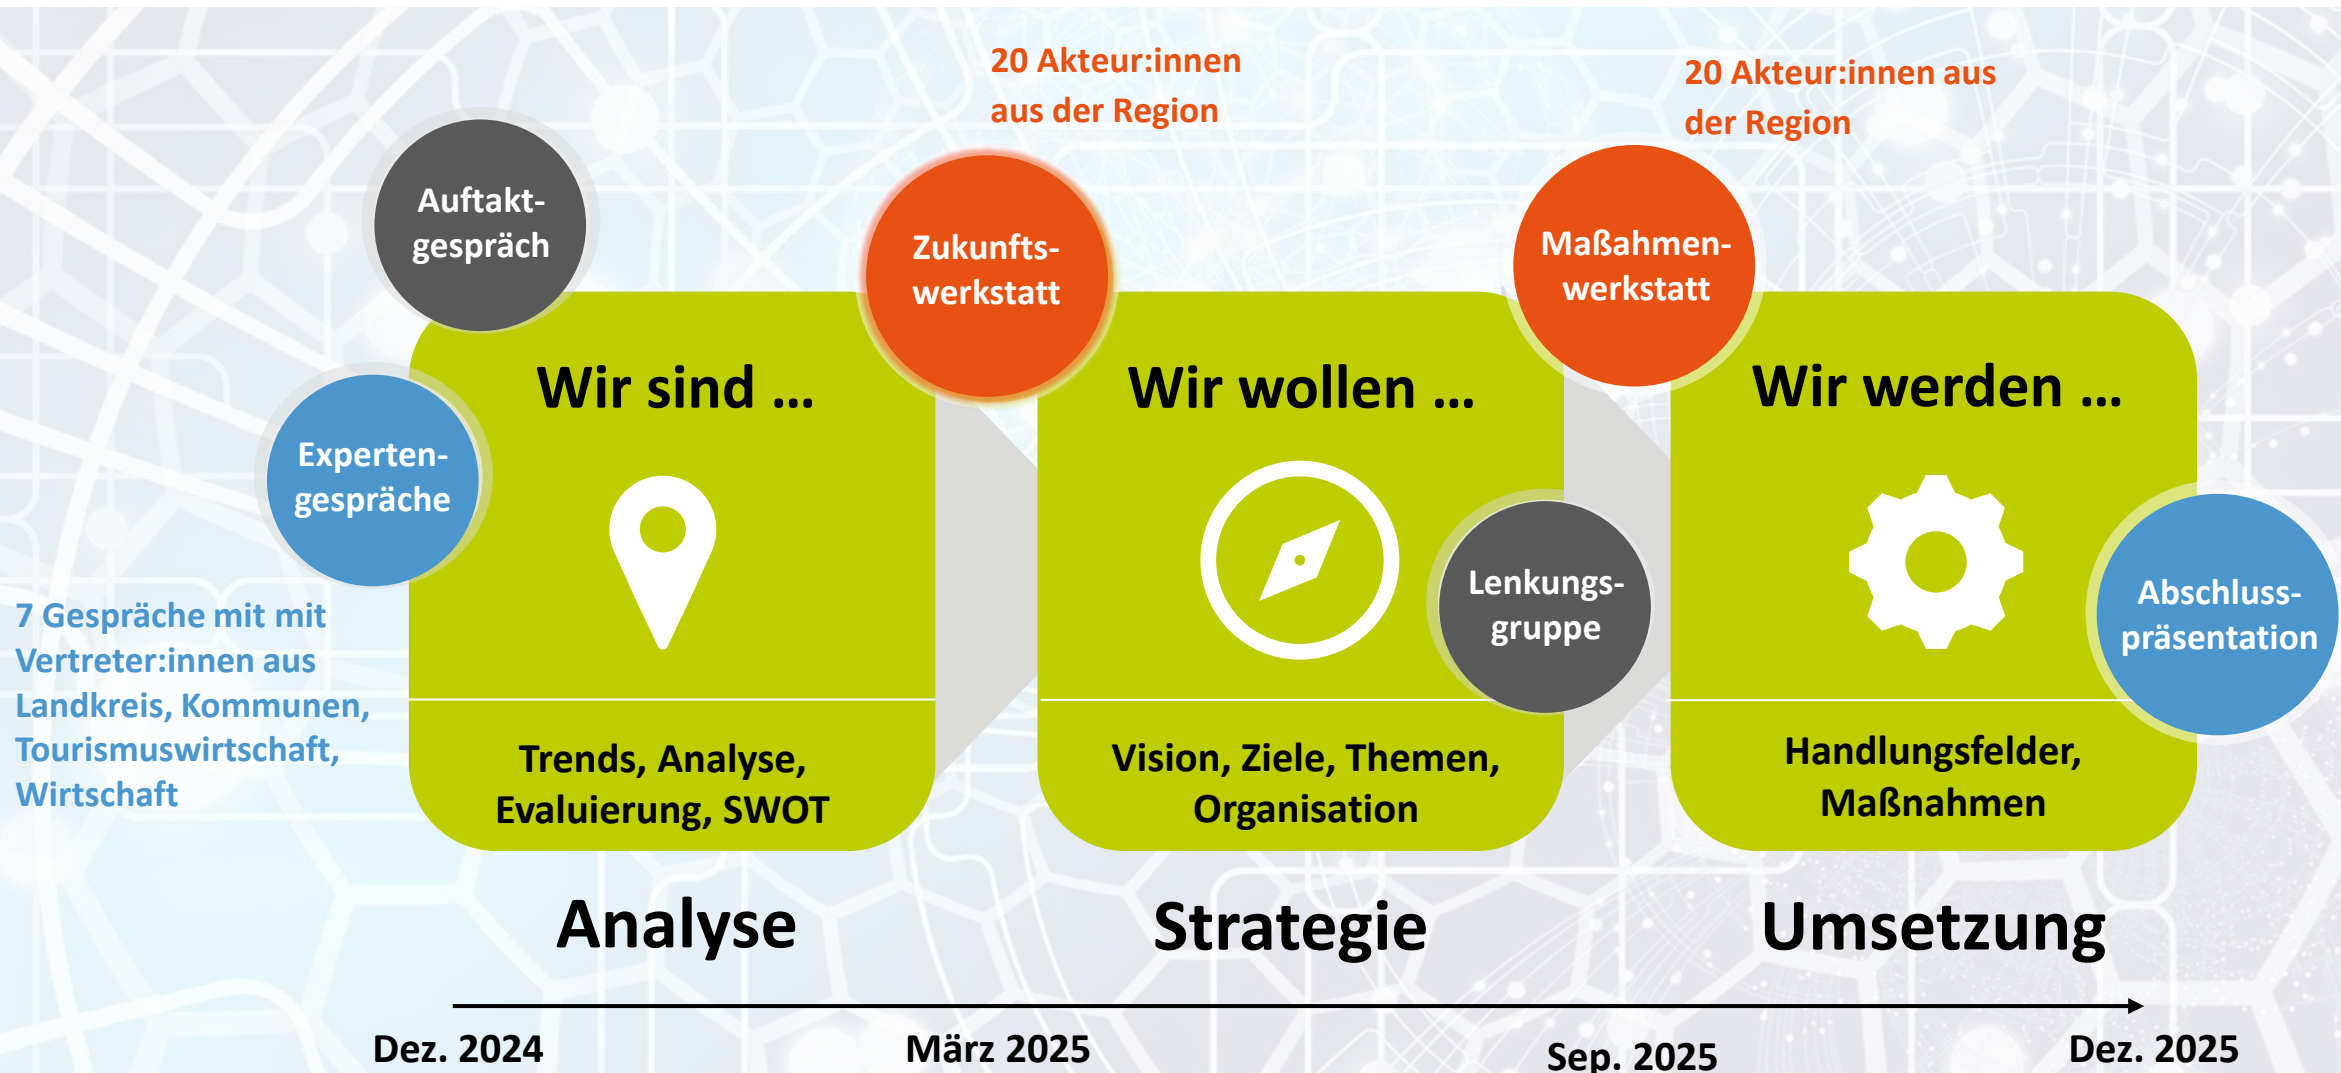 20 Akteur:innen
aus der Region
20 Akteur:innen aus
der Region
Auftakt-
gespräch
Zukunfts-
werkstatt
Maßahmen-
werkstatt
Experten-
gespräche
7 Gespräche mit mit
Vertreter:innen aus
Landkreis, Kommunen,
Tourismuswirtschaft,
Wirtschaft
Wir sind ...
Trends, Analyse,
Evaluierung, SWOT
Analyse
Wir wollen ...
Lenkungs-
gruppe
Vision, Ziele, Themen,
Organisation
Strategie
Wir werden ...
Abschluss-
präsentation
Handlungsfelder,
Maßnahmen
Umsetzung
Dez. 2024
März 2025
Sep. 2025
Dez. 2025